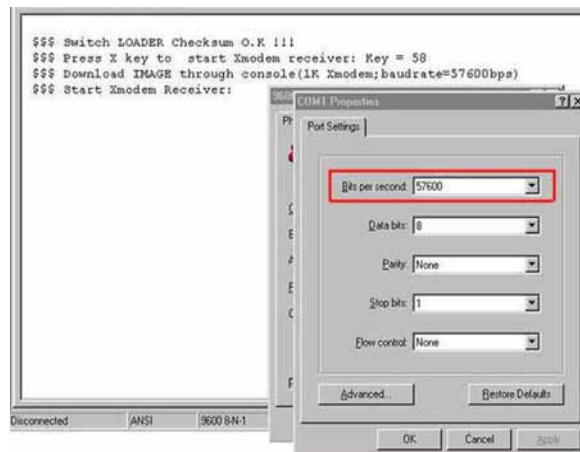 $$$ Switch LOADER Checksum O.K !!!
$$$ Press X key to start Xmodem receiver: Key = 58
$$$ Download IMAGE through console(1K Xmodem;baudrate=57600bps)
$$$ Start Xmodem Receiver:
COM1 Properties
Port Settings
Bits per second: 57600
Data bits: 8
Parity: None
Stop bits: 1
Flow control: None
Advanced...
Restore Defaults
Disconnected ANSI 9600 8-N-1
OK Cancel Apply